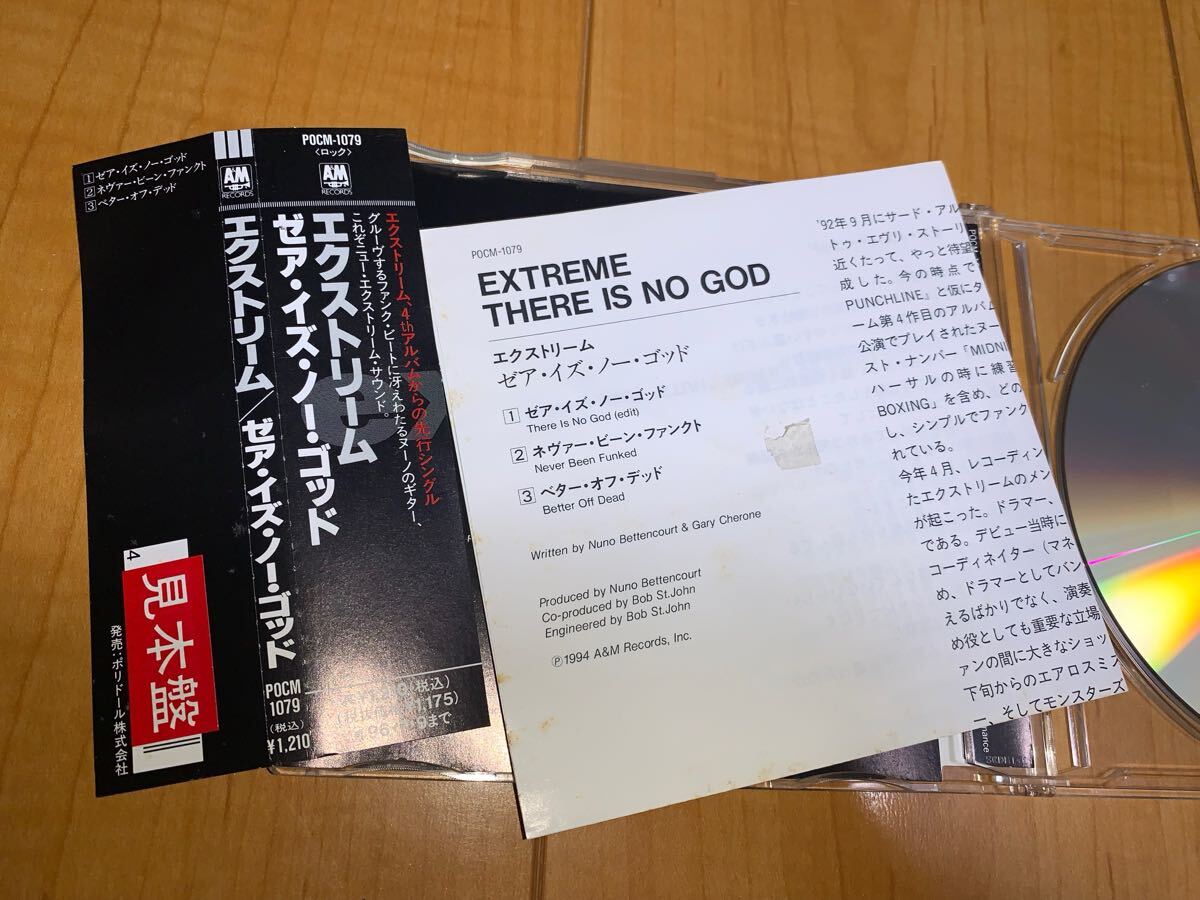 1 ゼア・イズ・ノー・ゴッド
2 ネヴァー・ビーン・ファンクト
3 ベター・オフ・デッド
4
見本盤
発売:ポリドール株式会社
A&M
RECORDS
エクストリーム/ゼア・イズ・ノー・ゴッド
POCM
1079
(税込)
¥1,210
POCM-1079
〈ロック〉
A&M
RECORDS
エクストリーム
ゼア・イズ・ノー・ゴッド
エクストリーム、4thアルバムからの先行シングル
グルーヴするファンク・ビートに冴えわたるヌーノのギター、
これぞニュー・エクストリーム・サウンド。
(税込)
1,175)
まで
POCM-1079
EXTREME
THERE IS NO GOD
エクストリーム
ゼア・イズ・ノー・ゴッド
1 ゼア・イズ・ノー・ゴッド
There Is No God (edit)
2 ネヴァー・ビーン・ファンクト
Never Been Funked
3 ベター・オフ・デッド
Better Off Dead
Written by Nuno Bettencourt & Gary Cherone
Produced by Nuno Bettencourt
Co-produced by Bob St.John
Engineered by Bob St.John
Ⓟ1994 A&M Records, Inc.
'92年9月にサード・アル
トゥ・エヴリ・ストーリ
近くたって、やっと待望
成した。今の時点で
PUNCHLINE』と仮にタ
ーム第4作目のアルバム
公演でプレイされたヌー
スト・ナンバー「MIDNI
ハーサルの時に練習
BOXING」を含め、どの
し、シンプルでファンク
れている。
今年4月、レコーディン
たエクストリームのメン
が起こった。ドラマー、
である。デビュー当時に
コーディネイター(マネ
め、ドラマーとしてバン
えるばかりでなく、演奏
め役としても重要な立場
ァンの間に大きなショッ
下旬からのエアロスミス
ー、そしてモンスターズ